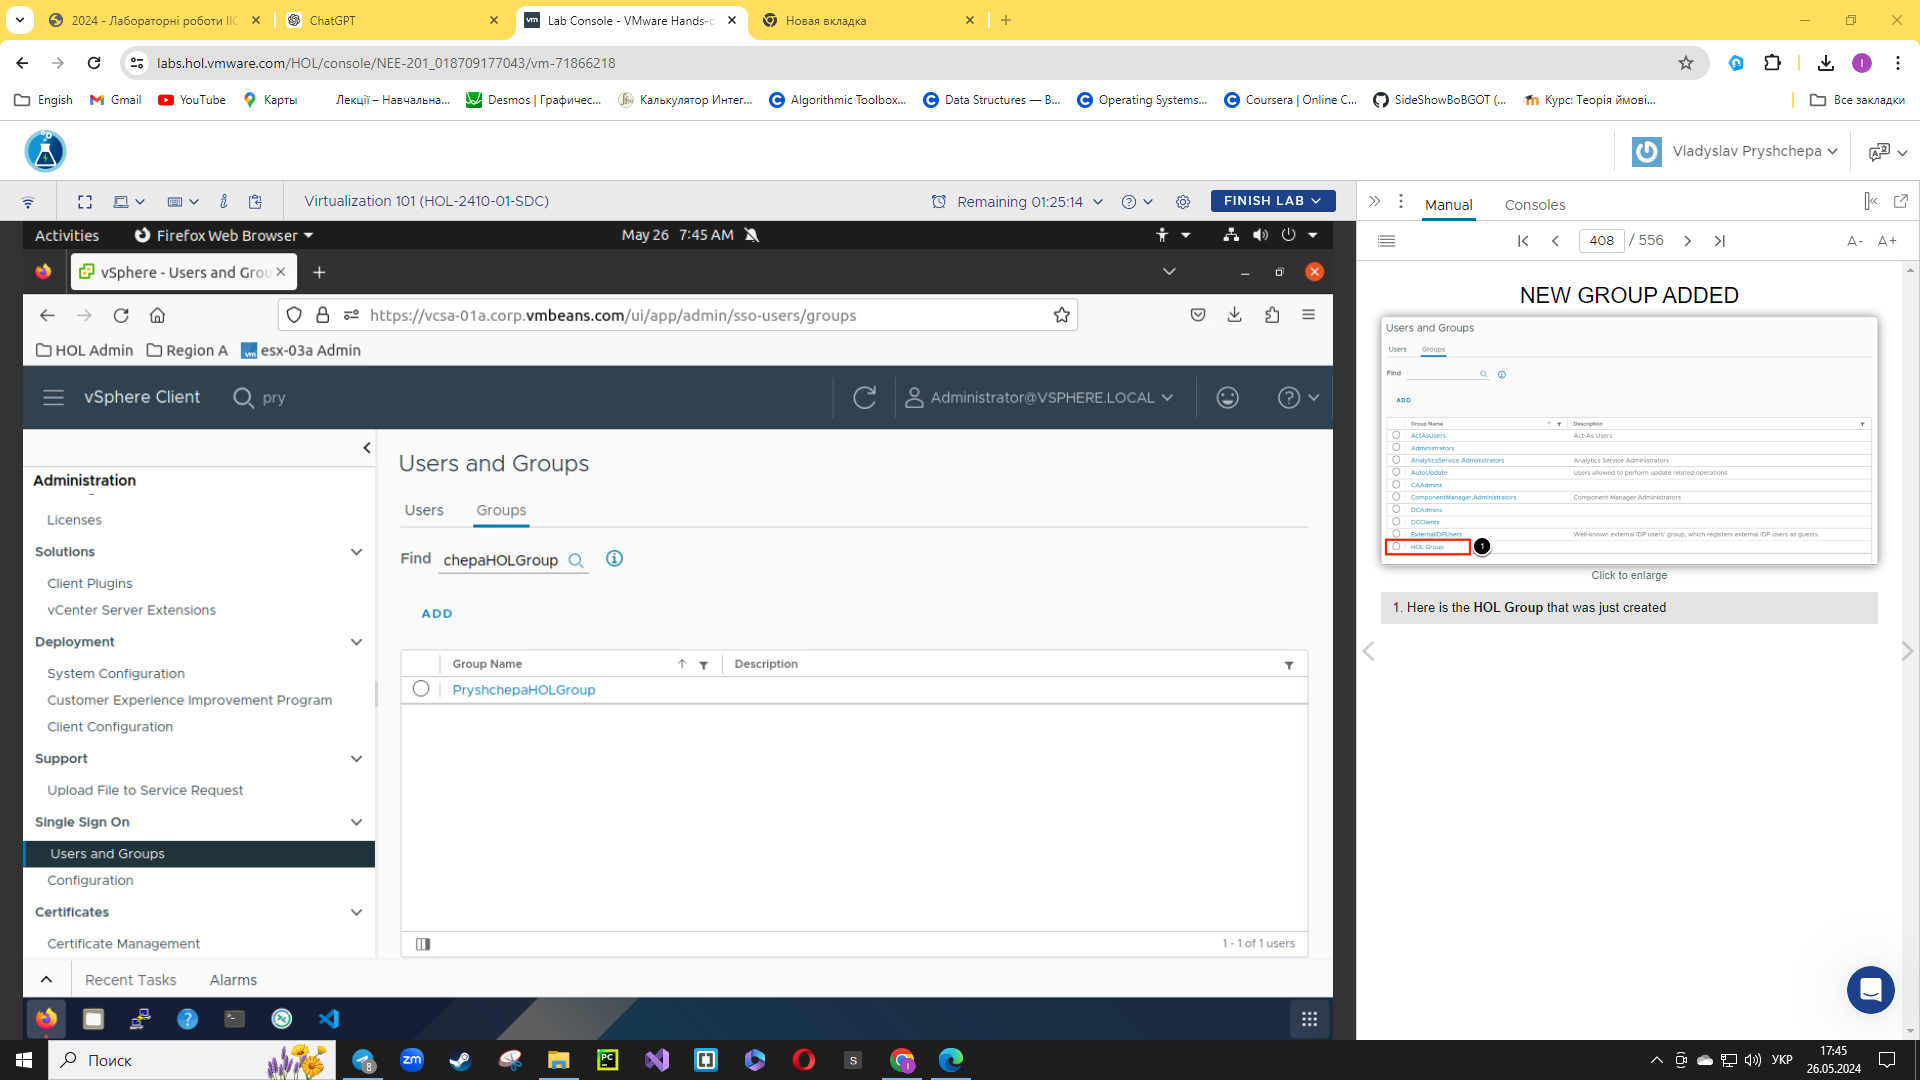 2024 - Лабораторні роботи ІІС
ChatGPT
Lab Console - VMware Hands-o
Новая вкладка
labs.hol.vmware.com/HOL/console/NEE-201_018709177043/vm-71866218
Engish
Gmail
YouTube
Карты
Лекції – Навчальна...
Desmos | Графичес...
Калькулятор Интег...
Algorithmic Toolbox...
Data Structures — В...
Operating Systems...
Coursera | Online C...
SideShowBoBGOT (...
Курс: Теорія ймові...
Все закладки
Vladyslav Pryshchepa
Virtualization 101 (HOL-2410-01-SDC)
Remaining 01:25:14
FINISH LAB
Manual
Consoles
408 / 556
A- A+
Activities
Firefox Web Browser
May 26 7:45 AM
vSphere - Users and Grou
https://vcsa-01a.corp.vmbeans.com/ui/app/admin/sso-users/groups
HOL Admin
Region A
esx-03a Admin
vSphere Client
pry
Administrator@VSPHERE.LOCAL
Administration
Licenses
Solutions
Client Plugins
vCenter Server Extensions
Deployment
System Configuration
Customer Experience Improvement Program
Client Configuration
Support
Upload File to Service Request
Single Sign On
Users and Groups
Configuration
Certificates
Certificate Management
Users and Groups
Users
Groups
Find
chepaHOLGroup
ADD
Group Name
Description
PryshchepaHOLGroup
1 - 1 of 1 users
Recent Tasks
Alarms
NEW GROUP ADDED
Users and Groups
Users
Groups
Find
ADD
Group Name
Description
ActAsUsers
Act-As Users
Administrators
AnalyticsService.Administrators
Analytics Service Administrators
AutoUpdate
Users allowed to perform update related operations
CAAdmins
ComponentManager.Administrators
Component Manager Administrators
DCAdmins
DCClients
ExternalIDPUsers
Well-known external IDP users' group, which registers external IDP users as guests.
HOL Group
1
Click to enlarge
1. Here is the HOL Group that was just created
Поиск
8
zm
PC
S
УКР
17:45
26.05.2024